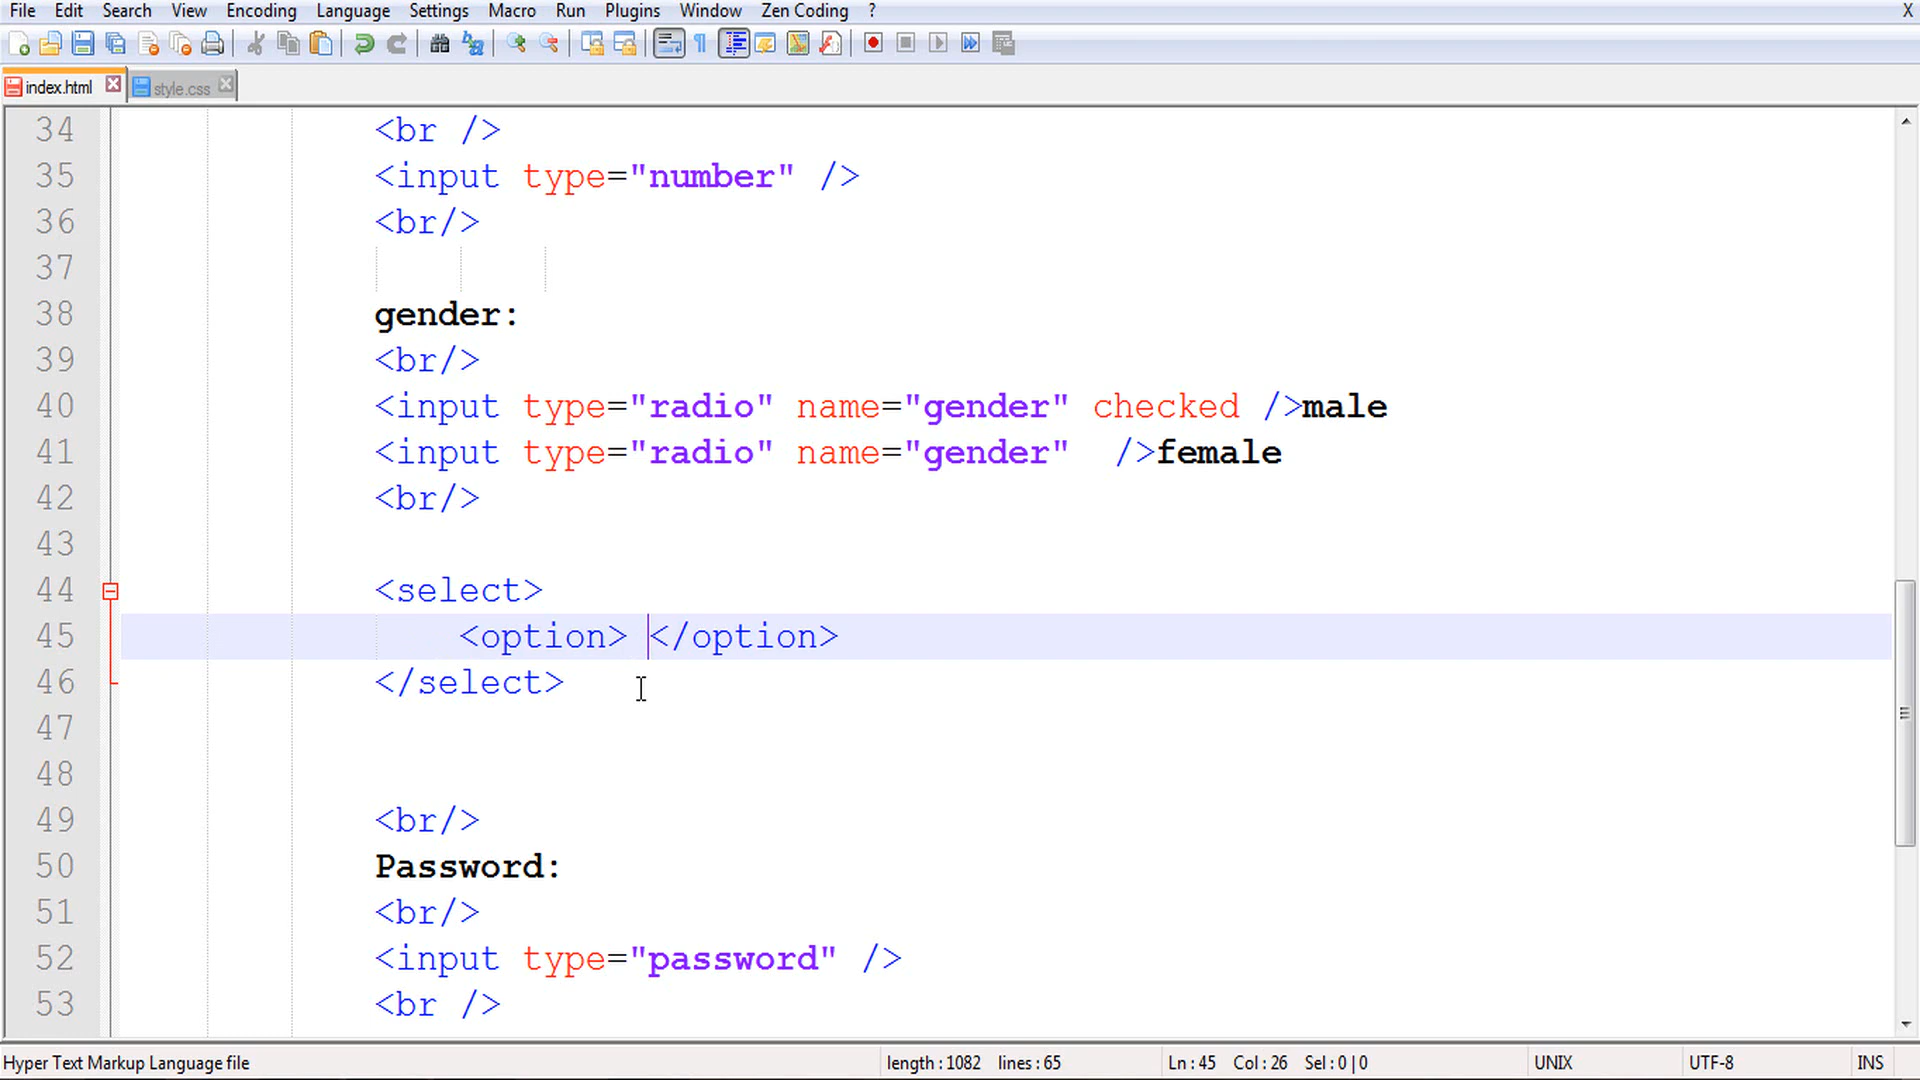 File Edit Search View Encoding Language Settings Macro Run Plugins Window Zen Coding ? X
index.html style.css
34 <br />
35 <input type="number" />
36 <br/>
37
38 gender:
39 <br/>
40 <input type="radio" name="gender" checked />male
41 <input type="radio" name="gender"  />female
42 <br/>
43
44 <select>
45 <option> </option>
46 </select>
47
48
49 <br/>
50 Password:
51 <br/>
52 <input type="password" />
53 <br />
Hyper Text Markup Language file length : 1082 lines : 65 Ln : 45 Col : 26 Sel : 0 | 0 UNIX UTF-8 INS